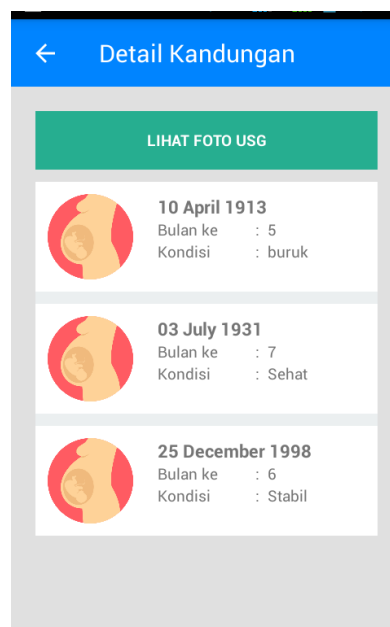 Detail Kandungan
LIHAT FOTO USG
10 April 1913
Bulan ke : 5
Kondisi : buruk
03 July 1931
Bulan ke : 7
Kondisi : Sehat
25 December 1998
Bulan ke : 6
Kondisi : Stabil